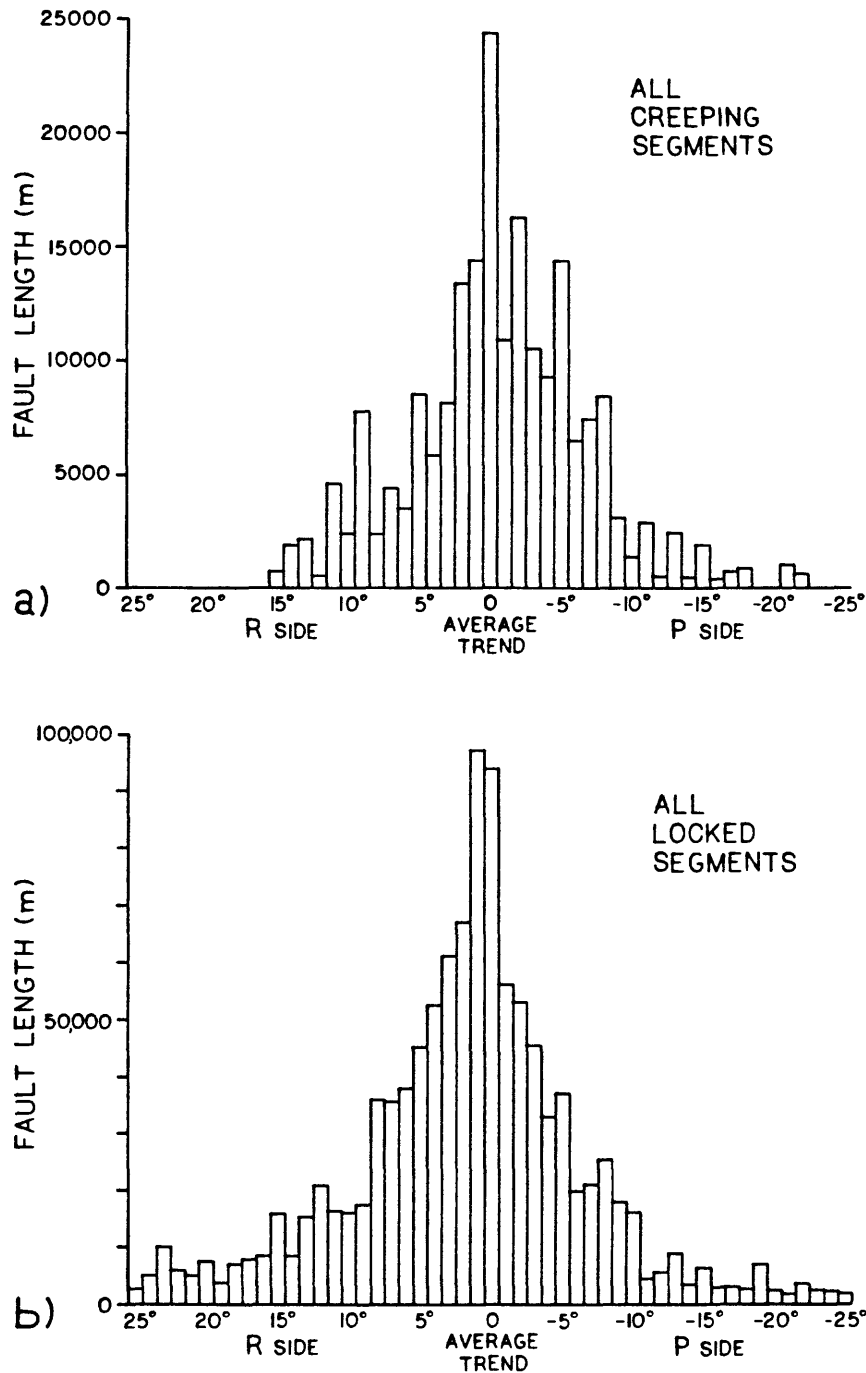 25000
20000
15000
10000
5000
0
FAULT LENGTH (m)
ALL
CREEPING
SEGMENTS
a)
25° 20° 15° 10° 5° 0 -5° -10° -15° -20° -25°
R SIDE AVERAGE TREND P SIDE
100,000
50,000
0
FAULT LENGTH (m)
ALL
LOCKED
SEGMENTS
b)
25° 20° 15° 10° 5° 0 -5° -10° -15° -20° -25°
R SIDE AVERAGE TREND P SIDE